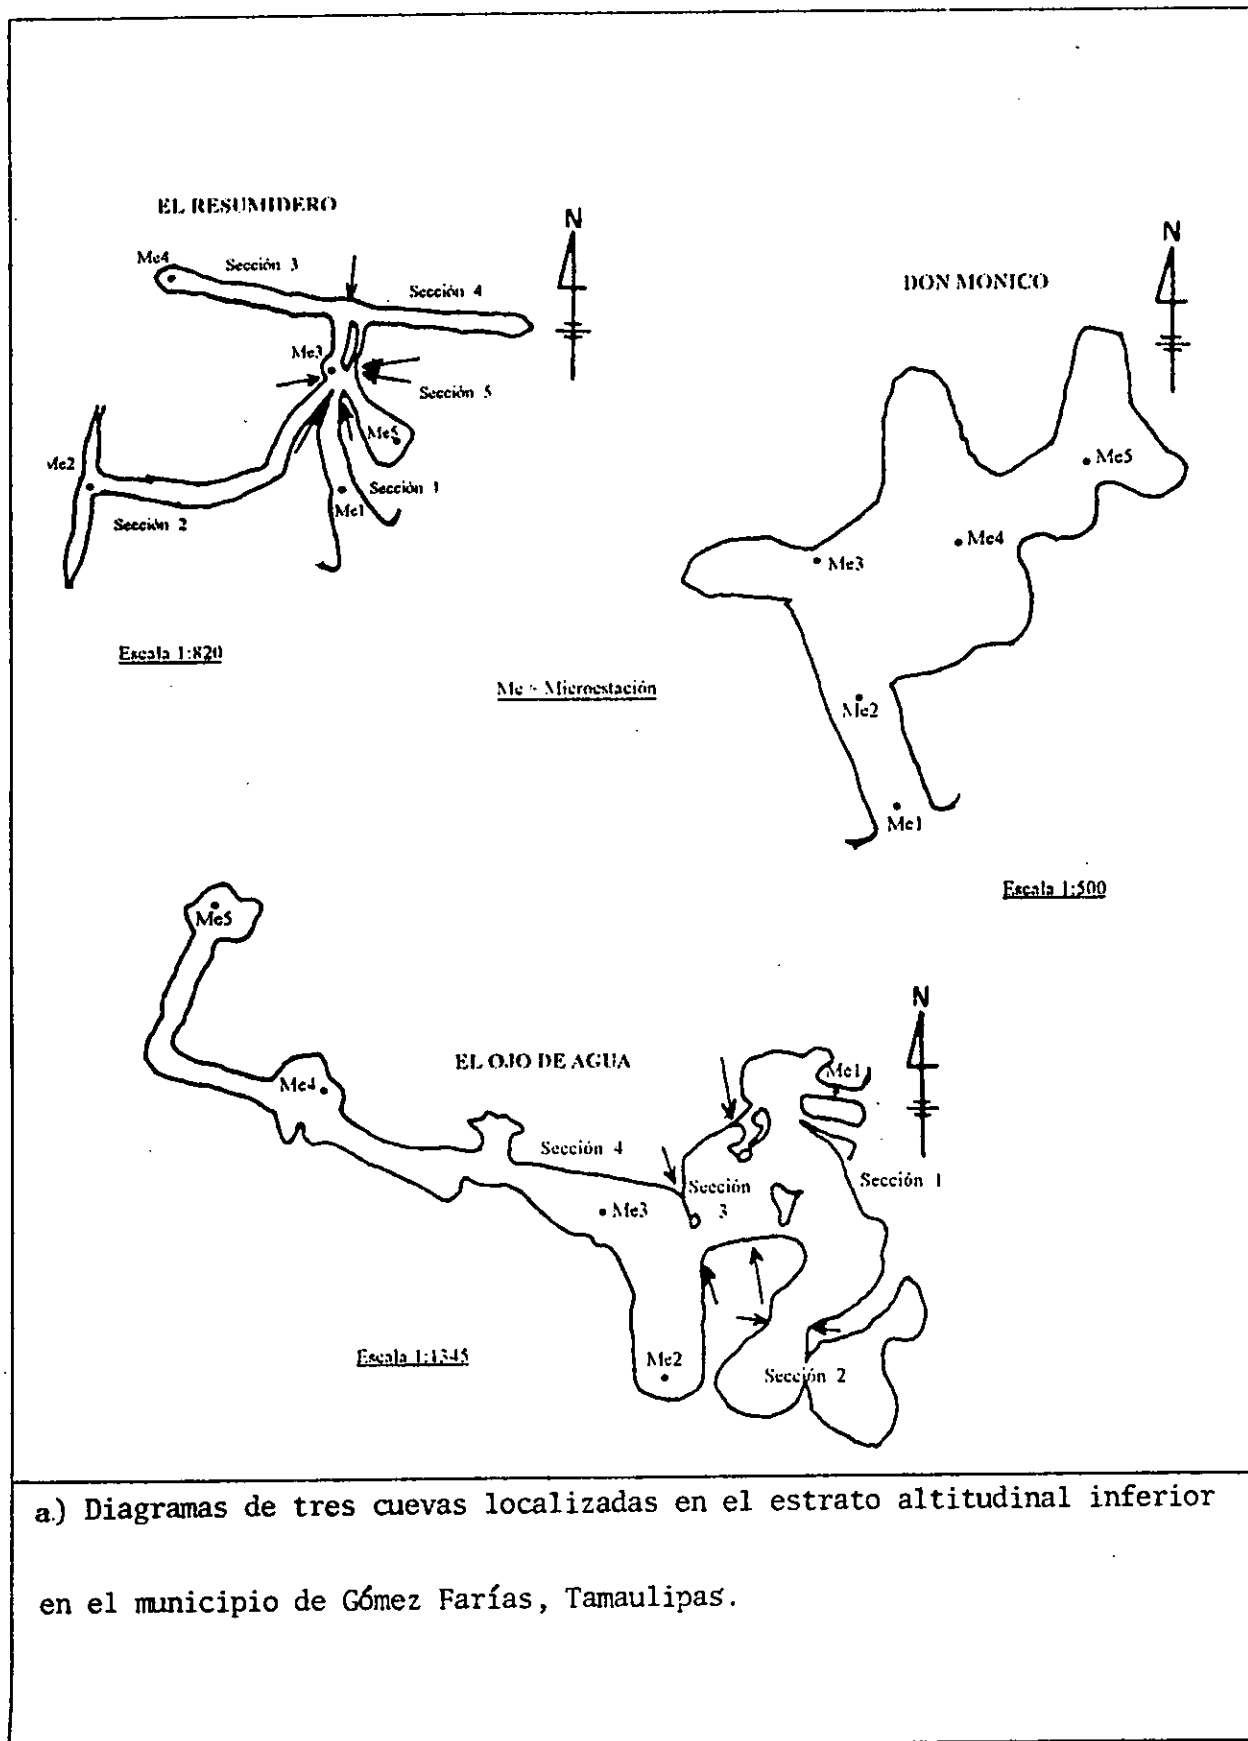 EL RESUMIDERO
N
Me4
Sección 3
Sección 4
Me3
Sección 5
Me5
Me2
Sección 1
Me1
Sección 2
Escala 1:820
N
DON MONICO
Me5
Me4
Me3
Me2
Me1
Escala 1:500
Me = Microestación
Me5
N
EL OJO DE AGUA
Me1
Me4
Sección 4
Sección 1
Sección
3
Me3
Escala 1:1345
Me2
Sección 2
a.) Diagramas de tres cuevas localizadas en el estrato altitudinal inferior
en el municipio de Gómez Farías, Tamaulipas.